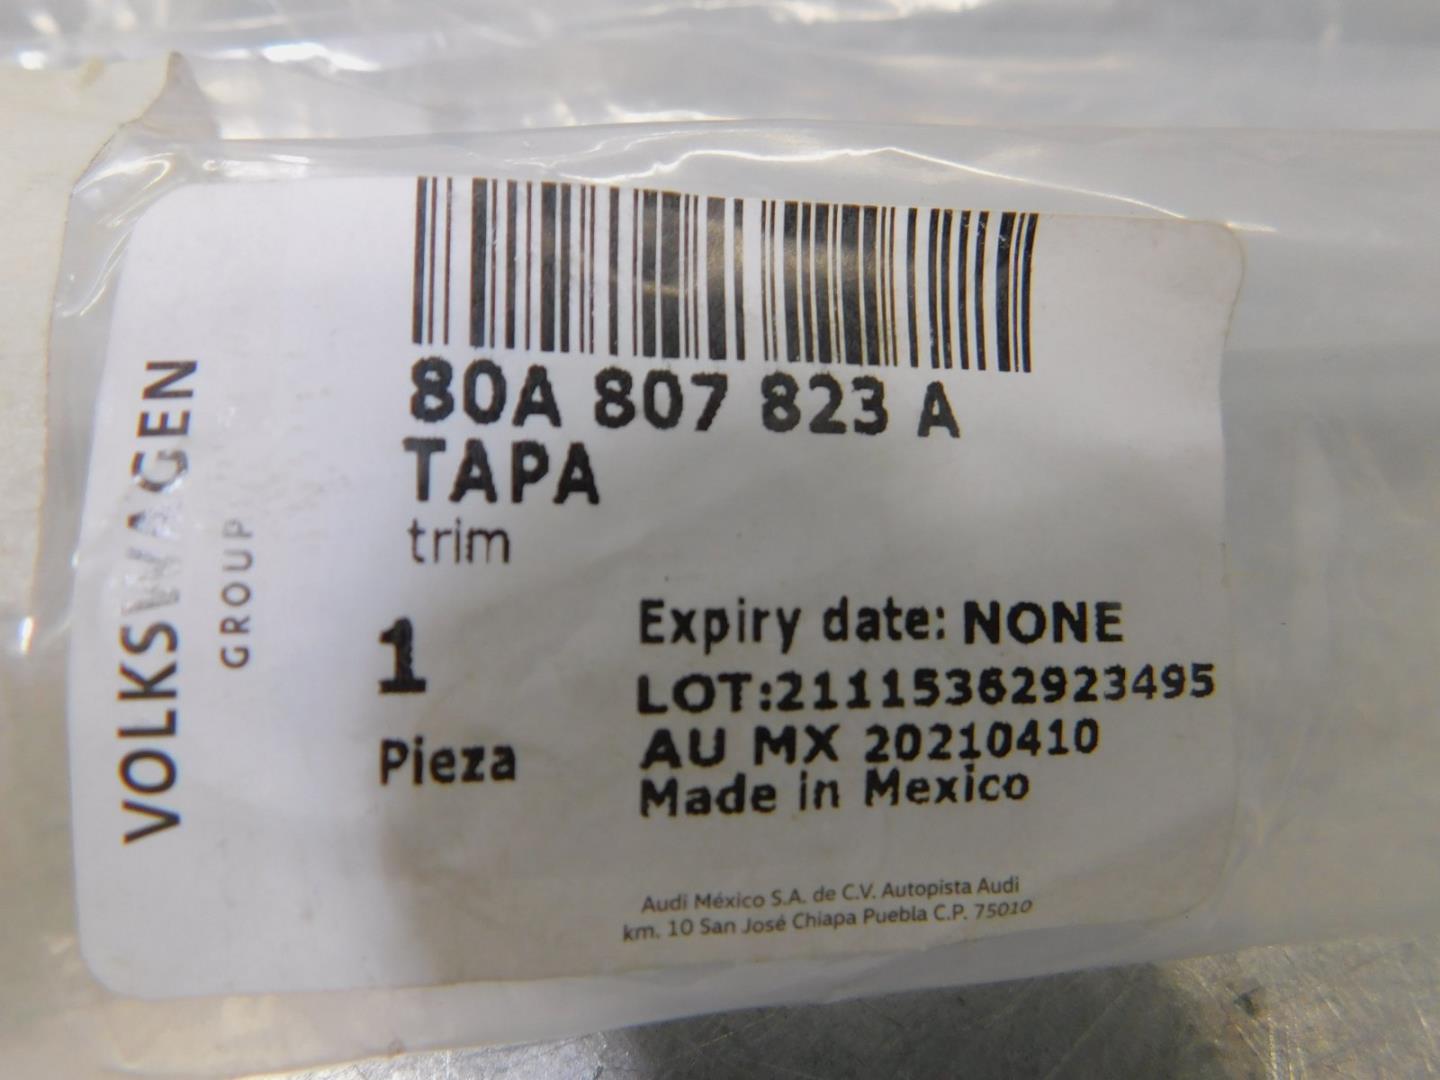 VOLKSWAGEN
GROUP
80A 807 823 A
TAPA
trim
1
Pieza
Expiry date: NONE
LOT:21115362923495
AU MX 20210410
Made in Mexico
Audi México S.A. de C.V. Autopista Audi
km. 10 San José Chiapa Puebla C.P. 75010